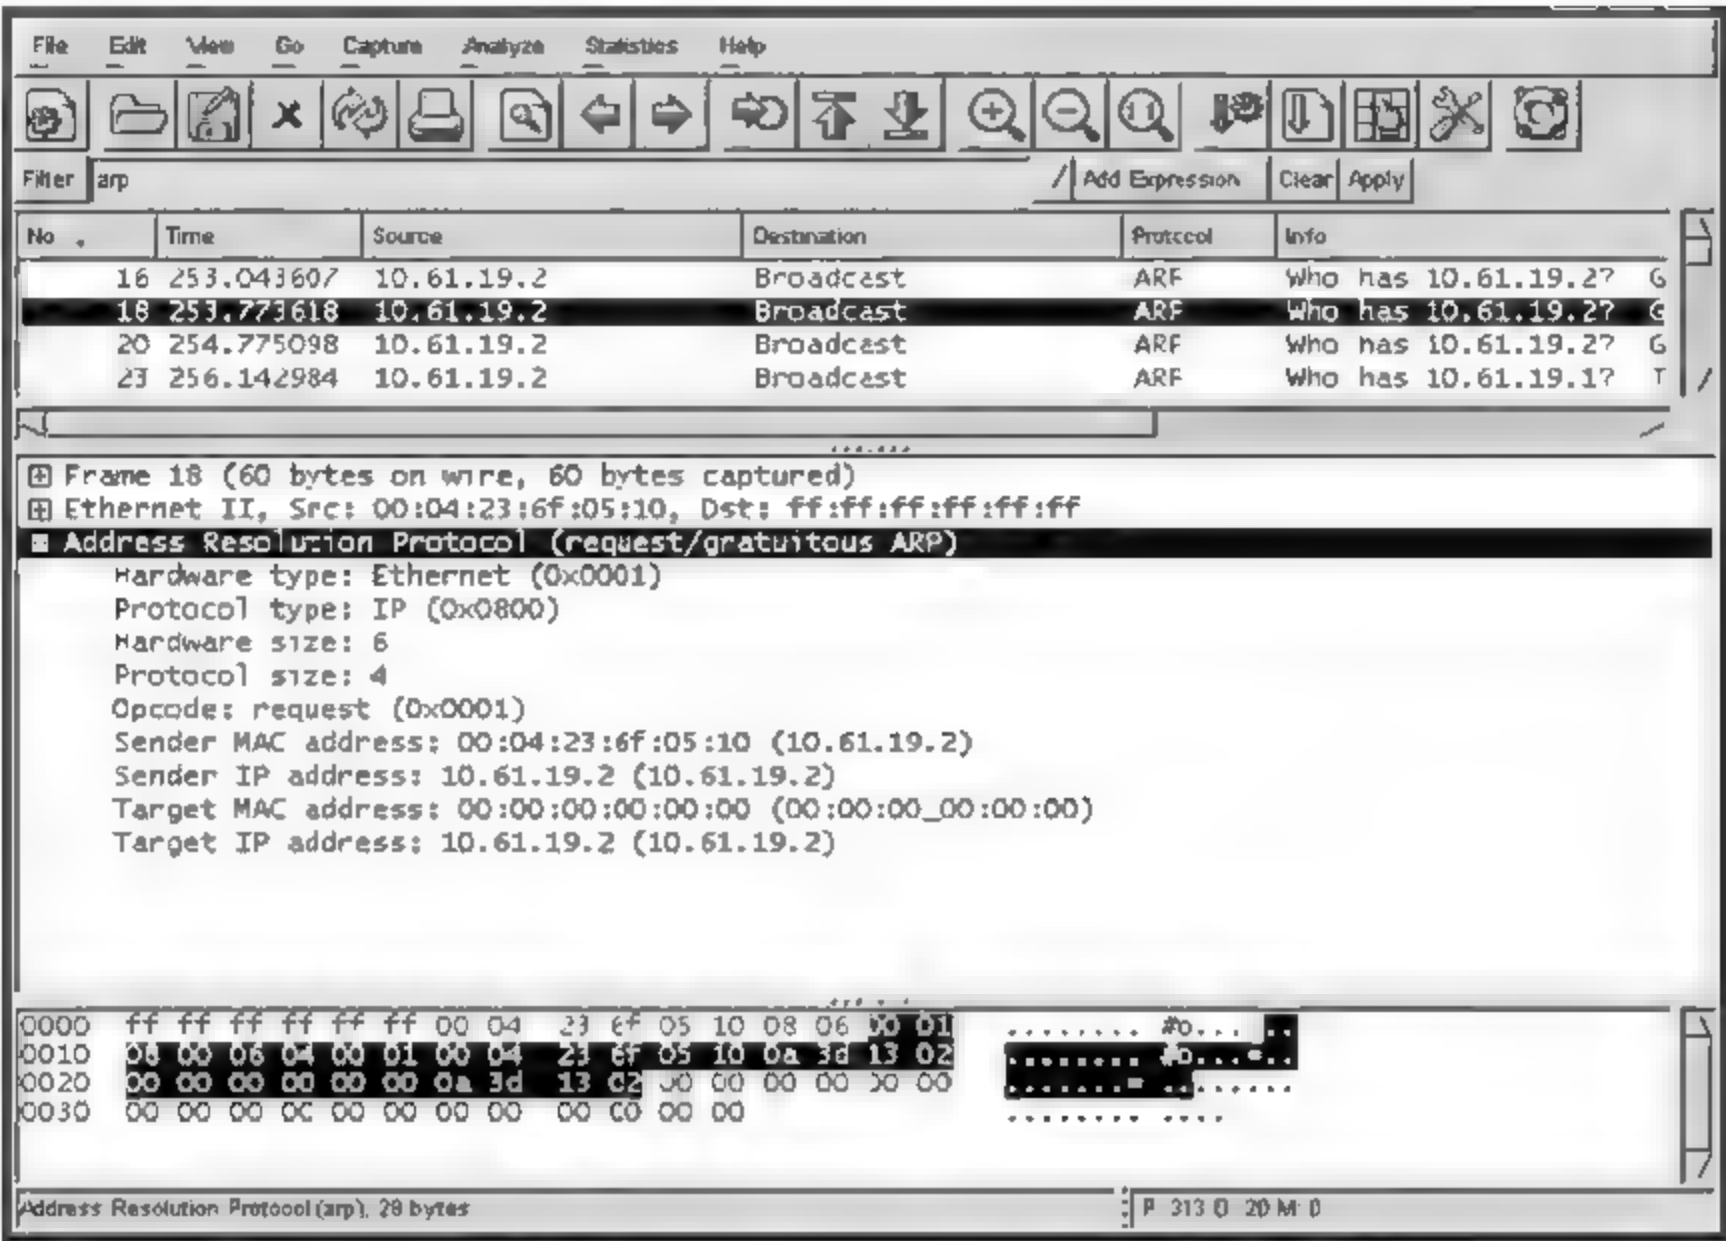 File Edit View Go Capture Analyze Statistics Help
Filter arp Add Expression Clear Apply
No . Time Source Destination Protocol Info
16 253.043607 10.61.19.2 Broadcast ARP Who has 10.61.19.2? G
18 253.773618 10.61.19.2 Broadcast ARP Who has 10.61.19.2? G
20 254.775098 10.61.19.2 Broadcast ARP Who has 10.61.19.2? G
23 256.142984 10.61.19.2 Broadcast ARP Who has 10.61.19.1? T
Frame 18 (60 bytes on wire, 60 bytes captured)
Ethernet II, Src: 00:04:23:6f:05:10, Dst: ff:ff:ff:ff:ff:ff
Address Resolution Protocol (request/gratuitous ARP)
Hardware type: Ethernet (0x0001)
Protocol type: IP (0x0800)
Hardware size: 6
Protocol size: 4
Opcode: request (0x0001)
Sender MAC address: 00:04:23:6f:05:10 (10.61.19.2)
Sender IP address: 10.61.19.2 (10.61.19.2)
Target MAC address: 00:00:00:00:00:00 (00:00:00_00:00:00)
Target IP address: 10.61.19.2 (10.61.19.2)
0000 ff ff ff ff ff ff 00 04 23 6f 05 10 08 06 00 01 ........ #o.... ..
0010 08 00 06 04 00 01 00 04 23 6f 05 10 0a 3d 13 02 ........ #o...=..
0020 00 00 00 00 00 00 0a 3d 13 02 00 00 00 00 00 00 .......= ........
0030 00 00 00 00 00 00 00 00 00 00 00 00 ........ ....
Address Resolution Protocol (arp), 28 bytes P: 313 D: 20 M: 0